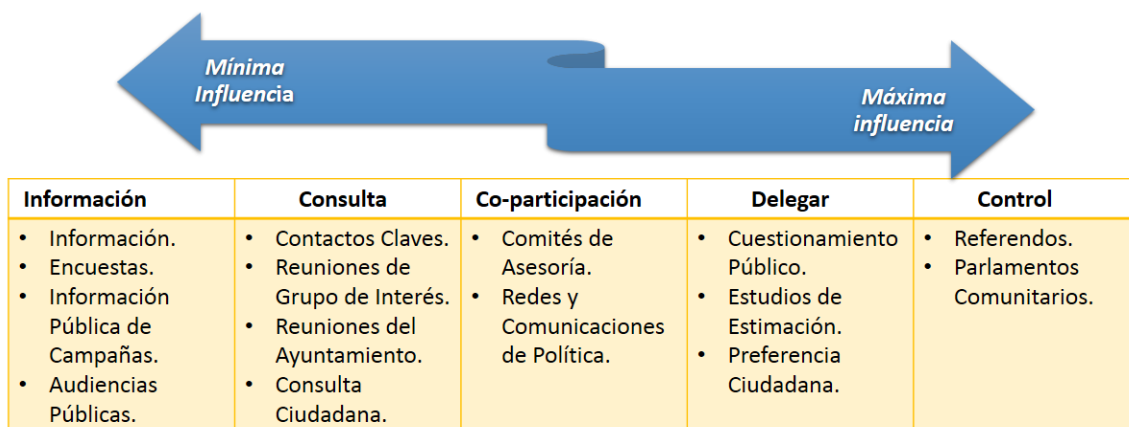 Mínima
Influencia
Máxima
influencia
Información
Consulta
Co-participación
Delegar
Control
• Información.
• Encuestas.
• Información
Pública de
Campañas.
• Audiencias
Públicas.
• Contactos Claves.
• Reuniones de
Grupo de Interés.
• Reuniones del
Ayuntamiento.
• Consulta
Ciudadana.
• Comités de
Asesoría.
• Redes y
Comunicaciones
de Política.
• Cuestionamiento
Público.
• Estudios de
Estimación.
• Preferencia
Ciudadana.
• Referendos.
• Parlamentos
Comunitarios.